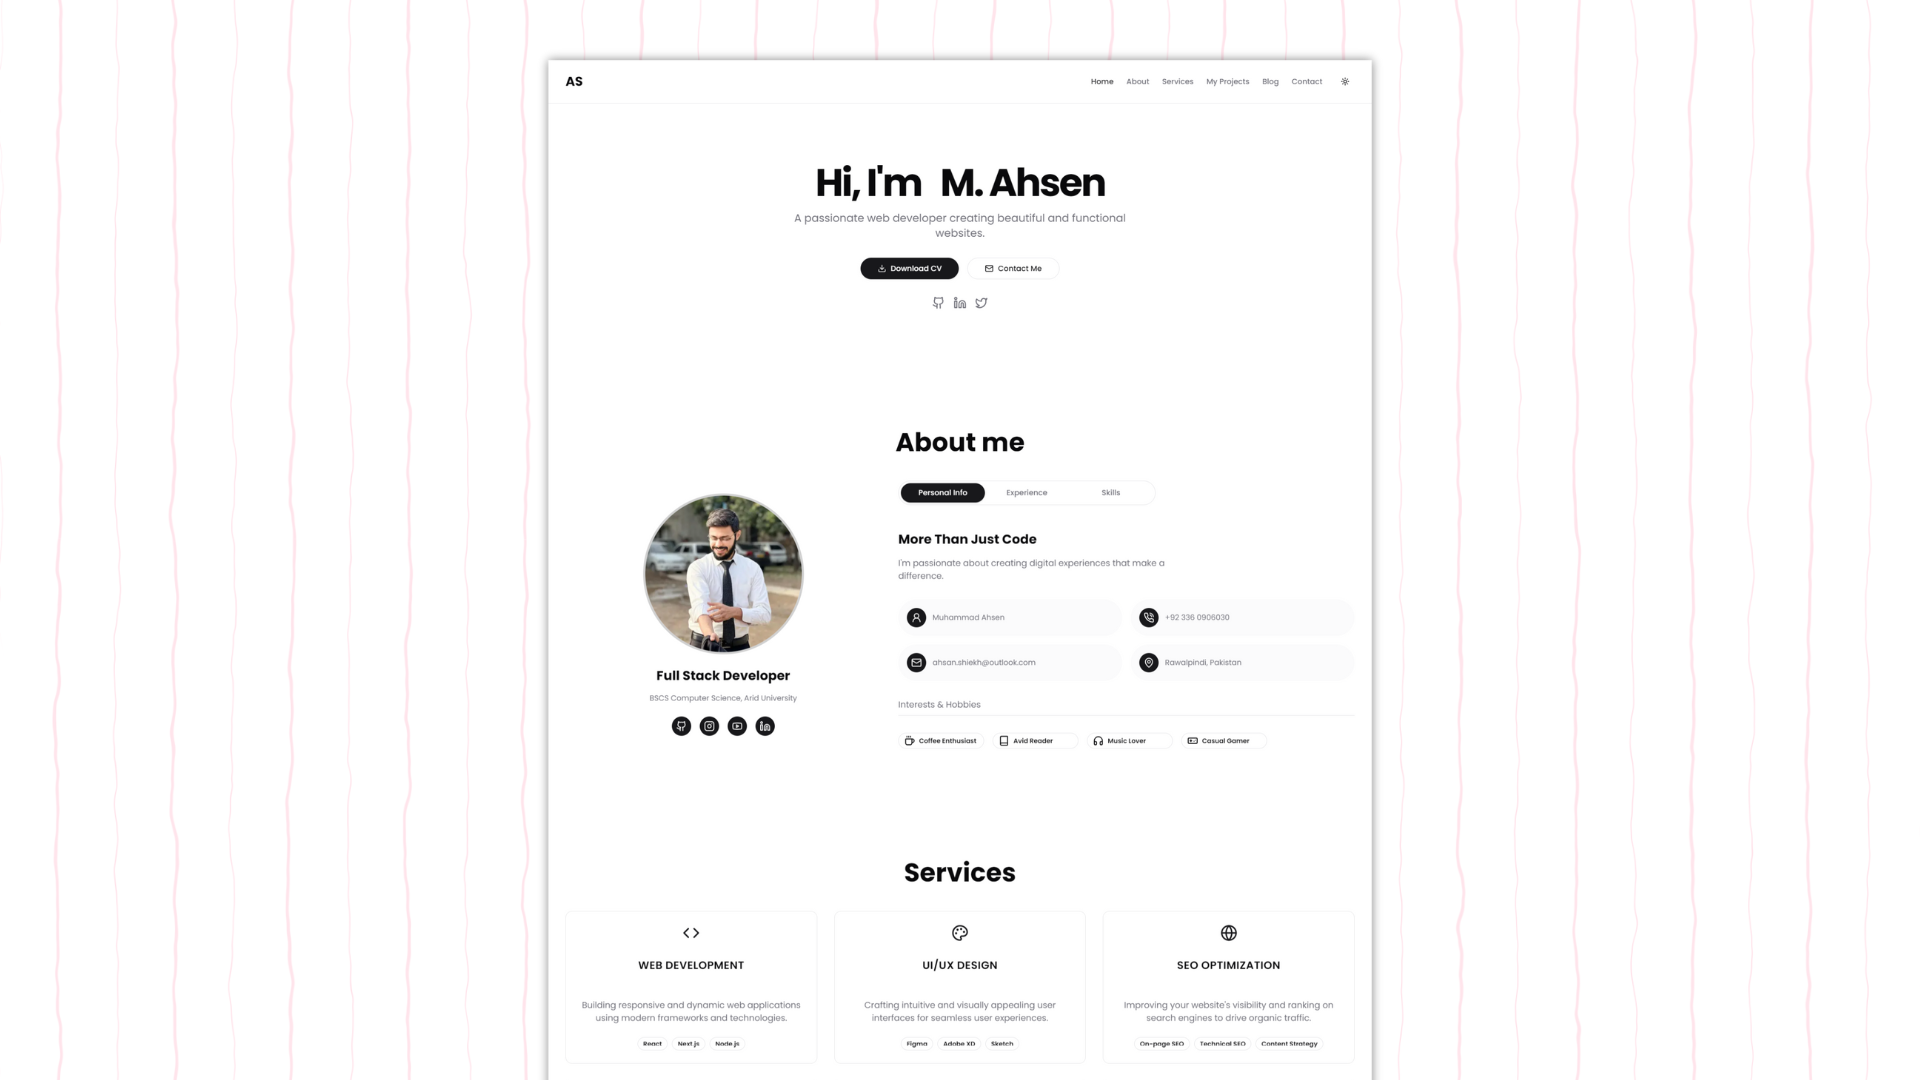 AS
Home About Services My Projects Blog Contact
Hi, I'm M. Ahsen
A passionate web developer creating beautiful and functional
websites.
Download CV Contact Me
About me
Personal Info Experience Skills
More Than Just Code
I'm passionate about creating digital experiences that make a
difference.
Muhammad Ahsen
+92 336 0906030
ahsan.shiekh@outlook.com
Rawalpindi, Pakistan
Full Stack Developer
BSCS Computer Science, Arid University
Interests & Hobbies
Coffee Enthusiast Avid Reader Music Lover Casual Gamer
Services
WEB DEVELOPMENT
Building responsive and dynamic web applications
using modern frameworks and technologies.
React Next.js Node.js
UI/UX DESIGN
Crafting intuitive and visually appealing user
interfaces for seamless user experiences.
Figma Adobe XD Sketch
SEO OPTIMIZATION
Improving your website's visibility and ranking on
search engines to drive organic traffic.
On-page SEO Technical SEO Content Strategy